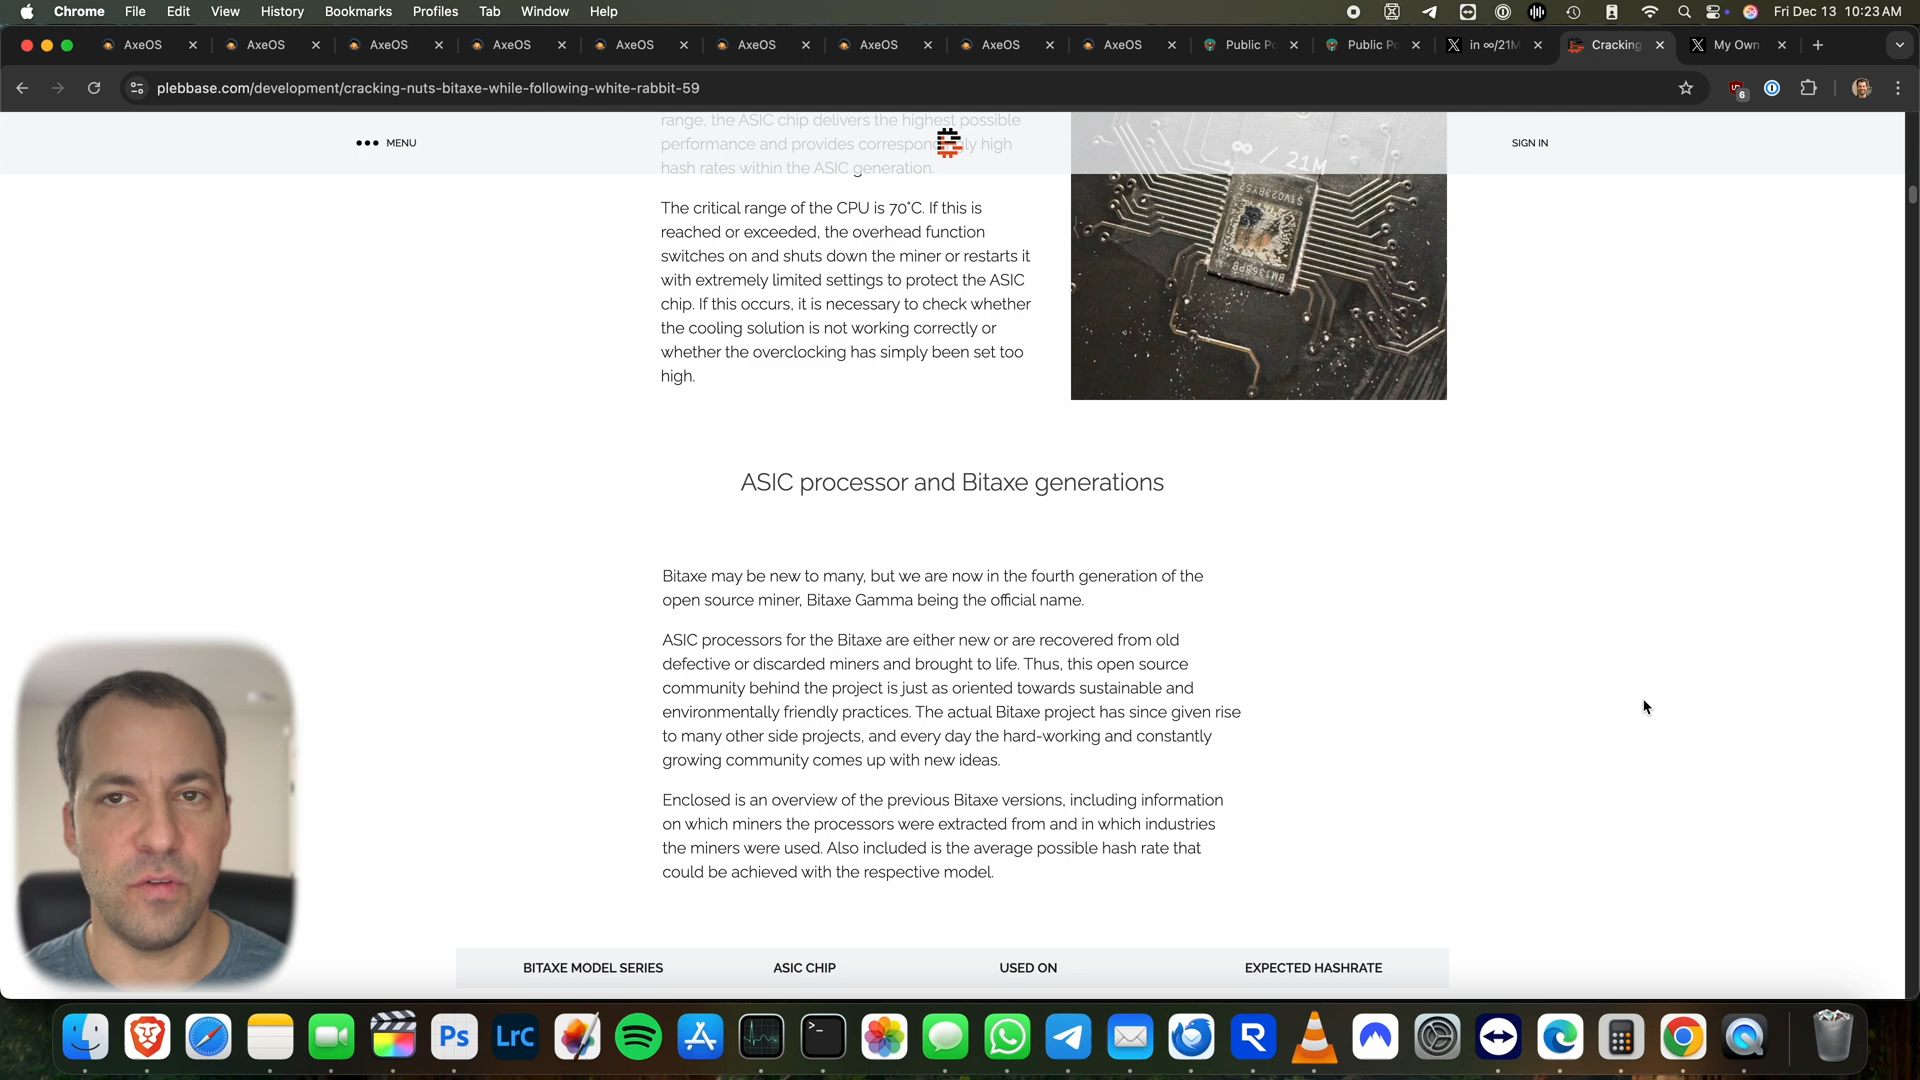 Chrome File Edit View History Bookmarks Profiles Tab Window Help Fri Dec 13 10:23 AM
AxeOS AxeOS AxeOS AxeOS AxeOS AxeOS AxeOS AxeOS AxeOS Public Po Public Po in ∞/21M Cracking My Own
plebbase.com/development/cracking-nuts-bitaxe-while-following-white-rabbit-59
6
MENU
SIGN IN
range, the ASIC chip delivers the highest possible
performance and provides correspondingly high
hash rates within the ASIC generation.
The critical range of the CPU is 70°C. If this is
reached or exceeded, the overhead function
switches on and shuts down the miner or restarts it
with extremely limited settings to protect the ASIC
chip. If this occurs, it is necessary to check whether
the cooling solution is not working correctly or
whether the overclocking has simply been set too
high.
∞ / 21M
BM1368PB
ASIC processor and Bitaxe generations
Bitaxe may be new to many, but we are now in the fourth generation of the
open source miner, Bitaxe Gamma being the official name.
ASIC processors for the Bitaxe are either new or are recovered from old
defective or discarded miners and brought to life. Thus, this open source
community behind the project is just as oriented towards sustainable and
environmentally friendly practices. The actual Bitaxe project has since given rise
to many other side projects, and every day the hard-working and constantly
growing community comes up with new ideas.
Enclosed is an overview of the previous Bitaxe versions, including information
on which miners the processors were extracted from and in which industries
the miners were used. Also included is the average possible hash rate that
could be achieved with the respective model.
BITAXE MODEL SERIES ASIC CHIP USED ON EXPECTED HASHRATE
Ps LrC